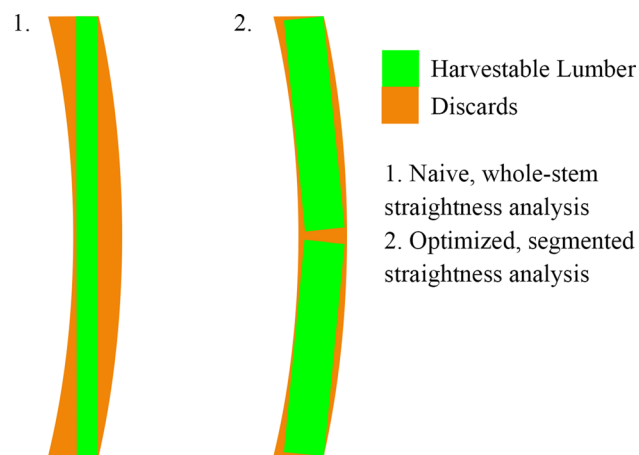 1.
2.
Harvestable Lumber
Discards
1. Naive, whole-stem
straightness analysis
2. Optimized, segmented
straightness analysis